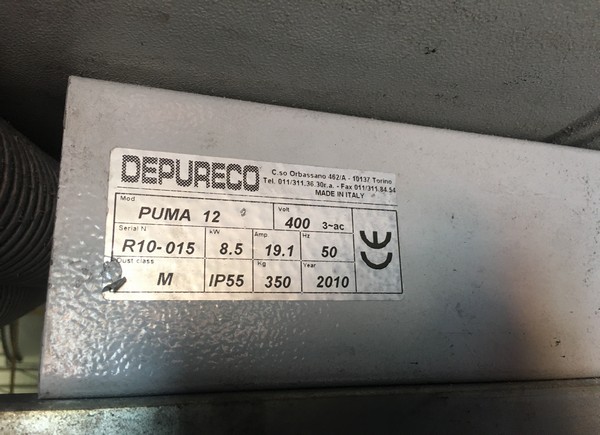 DEPURECO
C.so Orbassano 462/A - 10137 Torino
Tel. 011/311.36.30r.a. - Fax 011/311.84.54
MADE IN ITALY
Mod
PUMA 12
Volt
400 3~ac
Serial N
R10-015
kW
8.5
Amp
19.1
Hz
50
Dust class
M
IP55
Kg
350
Year
2010
CE